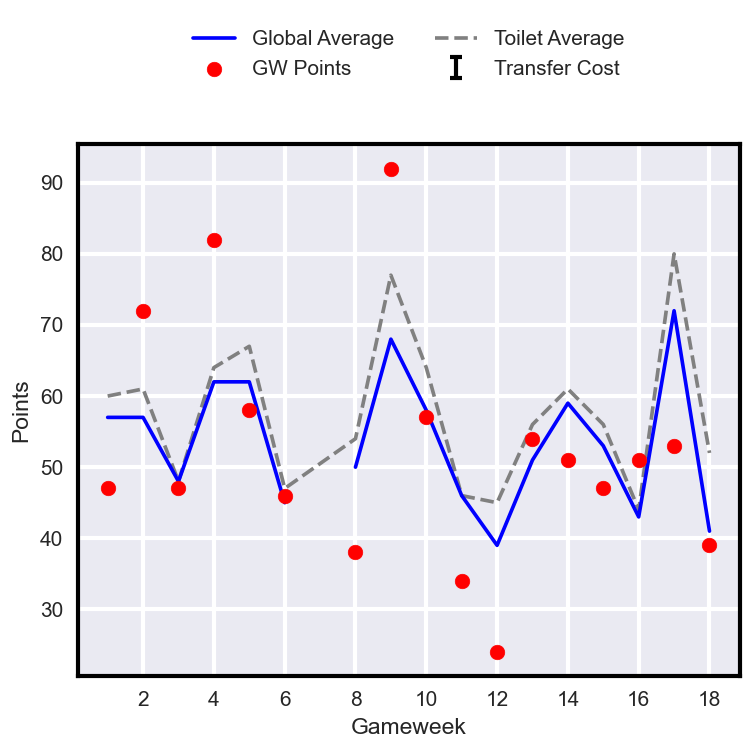 Global Average
Toilet Average
GW Points
Transfer Cost
90
80
70
60
50
40
30
Points
2 4 6 8 10 12 14 16 18
Gameweek